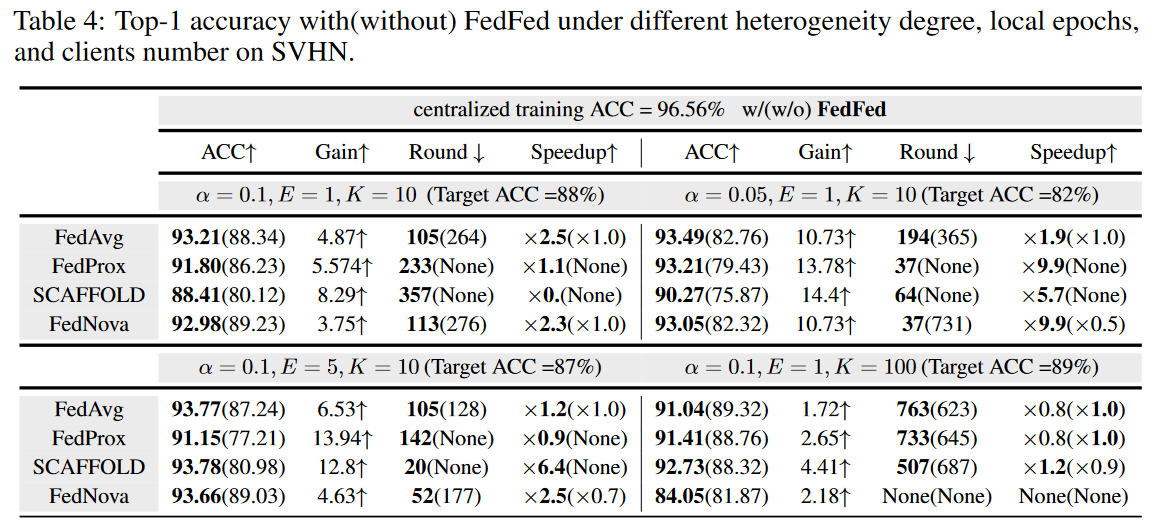 Table 4: Top-1 accuracy with(without) FedFed under different heterogeneity degree, local epochs,
and clients number on SVHN.
centralized training ACC = 96.56% w/(w/o) FedFed
ACC↑ Gain↑ Round ↓ Speedup↑ ACC↑ Gain↑ Round ↓ Speedup↑
α = 0.1, E = 1, K = 10 (Target ACC =88%) α = 0.05, E = 1, K = 10 (Target ACC =82%)
FedAvg 93.21(88.34) 4.87↑ 105(264) ×2.5(×1.0) 93.49(82.76) 10.73↑ 194(365) ×1.9(×1.0)
FedProx 91.80(86.23) 5.574↑ 233(None) ×1.1(None) 93.21(79.43) 13.78↑ 37(None) ×9.9(None)
SCAFFOLD 88.41(80.12) 8.29↑ 357(None) ×0.(None) 90.27(75.87) 14.4↑ 64(None) ×5.7(None)
FedNova 92.98(89.23) 3.75↑ 113(276) ×2.3(×1.0) 93.05(82.32) 10.73↑ 37(731) ×9.9(×0.5)
α = 0.1, E = 5, K = 10 (Target ACC =87%) α = 0.1, E = 1, K = 100 (Target ACC =89%)
FedAvg 93.77(87.24) 6.53↑ 105(128) ×1.2(×1.0) 91.04(89.32) 1.72↑ 763(623) ×0.8(×1.0)
FedProx 91.15(77.21) 13.94↑ 142(None) ×0.9(None) 91.41(88.76) 2.65↑ 733(645) ×0.8(×1.0)
SCAFFOLD 93.78(80.98) 12.8↑ 20(None) ×6.4(None) 92.73(88.32) 4.41↑ 507(687) ×1.2(×0.9)
FedNova 93.66(89.03) 4.63↑ 52(177) ×2.5(×0.7) 84.05(81.87) 2.18↑ None(None) None(None)